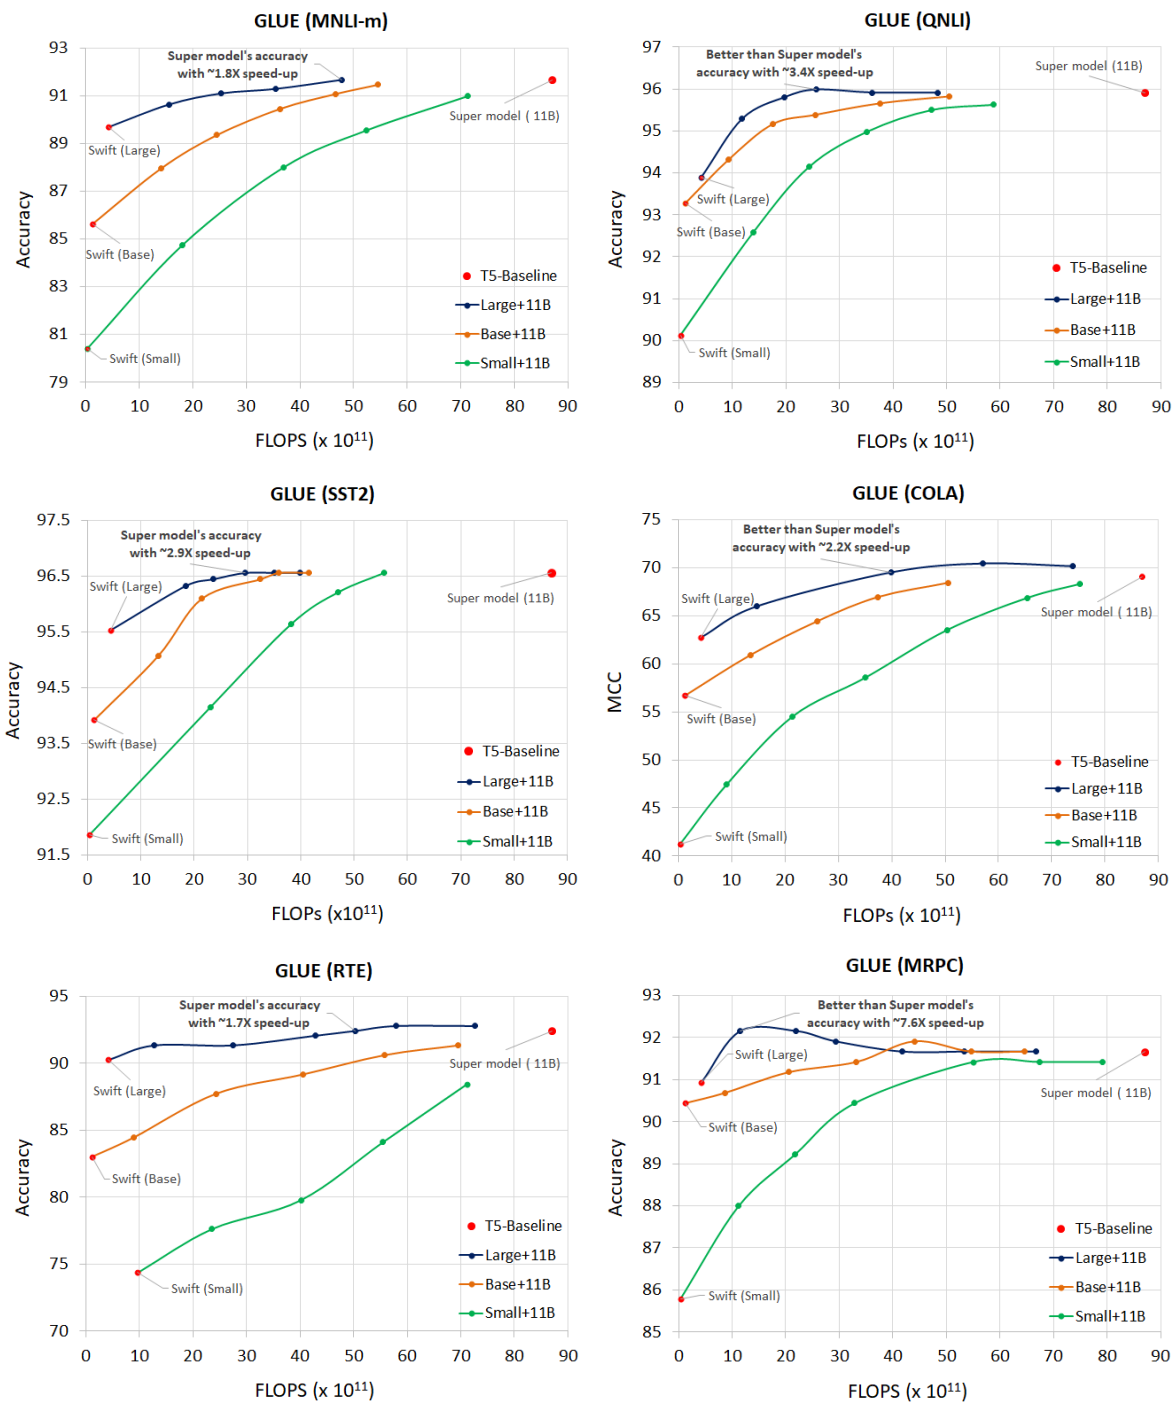 GLUE (MNLI-m)
Super model's accuracy
with ~1.8X speed-up
93
91
89
87
85
83
81
79
Accuracy
Super model ( 11B)
Swift (Large)
Swift (Base)
Swift (Small)
T5-Baseline
Large+11B
Base+11B
Small+11B
0 10 20 30 40 50 60 70 80 90
FLOPS (x 10¹¹)
GLUE (QNLI)
Better than Super model's
accuracy with ~3.4X speed-up
97
96
95
94
93
92
91
90
89
Accuracy
Super model (11B)
Swift (Large)
Swift (Base)
Swift (Small)
T5-Baseline
Large+11B
Base+11B
Small+11B
0 10 20 30 40 50 60 70 80 90
FLOPs (x 10¹¹)
GLUE (SST2)
Super model's accuracy
with ~2.9X speed-up
97.5
96.5
95.5
94.5
93.5
92.5
91.5
Accuracy
Swift (Large)
Super model (11B)
Swift (Base)
Swift (Small)
T5-Baseline
Large+11B
Base+11B
Small+11B
0 10 20 30 40 50 60 70 80 90
FLOPs (x10¹¹)
GLUE (COLA)
Better than Super model's
accuracy with ~2.2X speed-up
75
70
65
60
55
50
45
40
MCC
Swift (Large)
Super model ( 11B)
Swift (Base)
Swift (Small)
T5-Baseline
Large+11B
Base+11B
Small+11B
0 10 20 30 40 50 60 70 80 90
FLOPs (x 10¹¹)
GLUE (RTE)
Super model's accuracy
with ~1.7X speed-up
95
90
85
80
75
70
Accuracy
Super model ( 11B)
Swift (Large)
Swift (Base)
Swift (Small)
T5-Baseline
Large+11B
Base+11B
Small+11B
0 10 20 30 40 50 60 70 80 90
FLOPS (x 10¹¹)
GLUE (MRPC)
Better than Super model's
accuracy with ~7.6X speed-up
93
92
91
90
89
88
87
86
85
Accuracy
Swift (Large)
Super model ( 11B)
Swift (Base)
Swift (Small)
T5-Baseline
Large+11B
Base+11B
Small+11B
0 10 20 30 40 50 60 70 80 90
FLOPS (x 10¹¹)